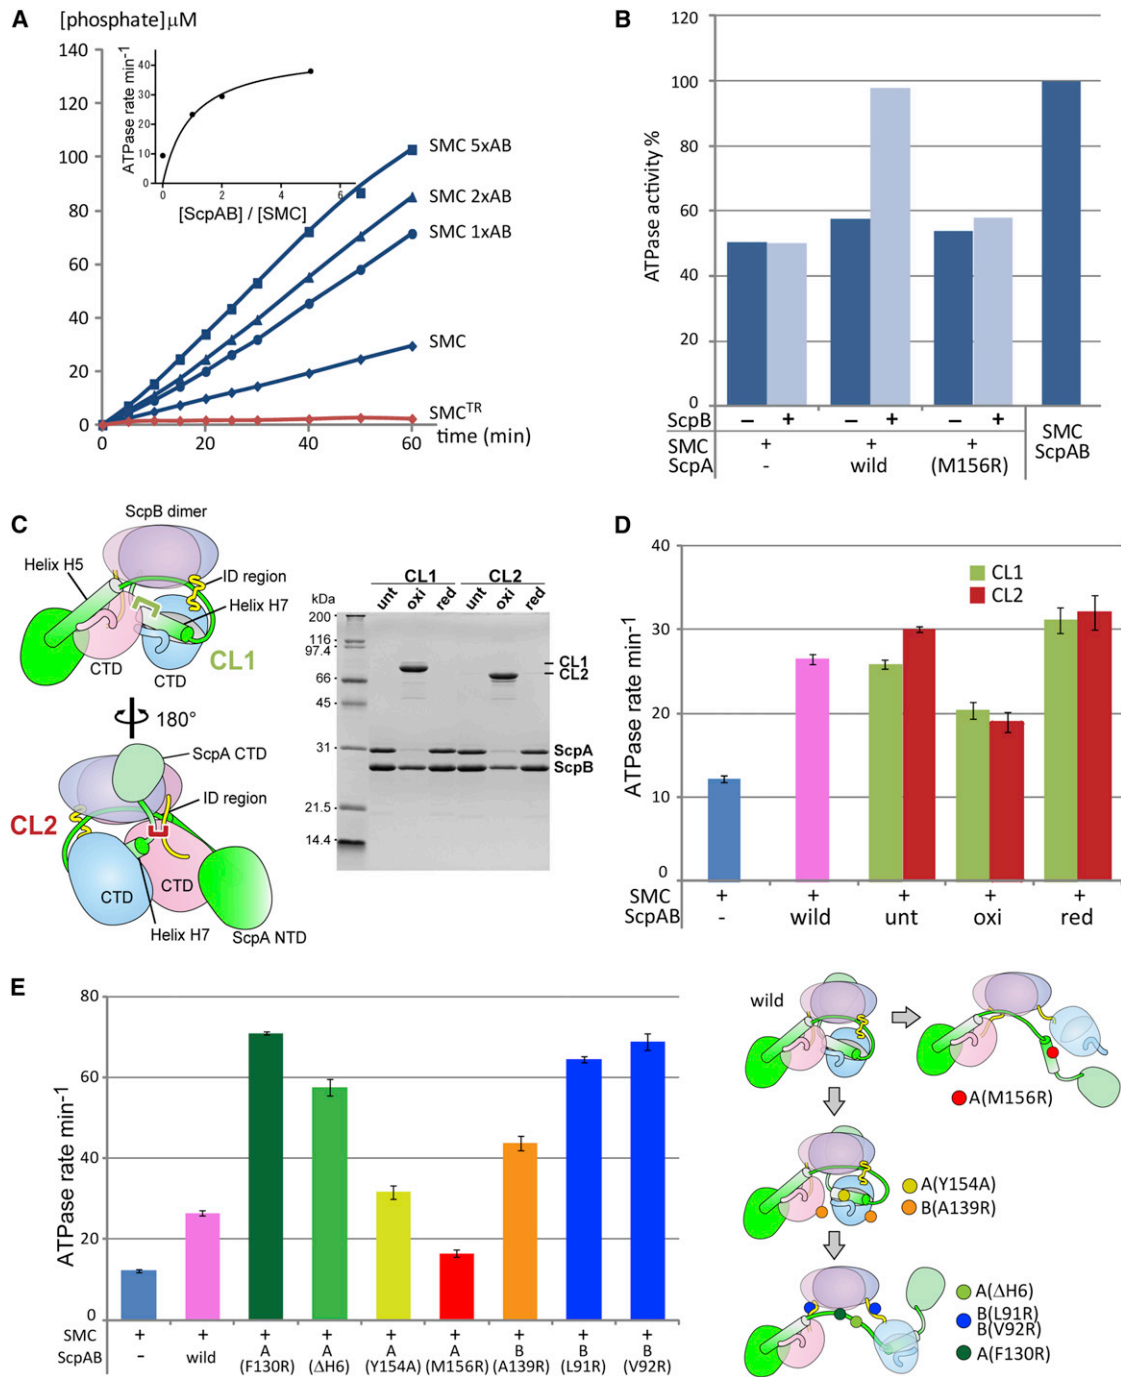 A
[phosphate]µM
140
120
100
80
60
40
20
0
0
20
40
60
time (min)
ATPase rate min⁻¹
40
30
20
10
0
0
2
4
6
[ScpAB] / [SMC]
SMC 5xAB
SMC 2xAB
SMC 1xAB
SMC
SMCᵀᴿ
B
ATPase activity %
120
100
80
60
40
20
0
ScpB – + – + – +
SMC + + +
ScpA - wild (M156R)
SMC
ScpAB
C
ScpB dimer
Helix H5
ID region
Helix H7
CTD
CTD
CL1
180°
ScpA CTD
ID region
CL2
CTD
CTD
Helix H7
ScpA NTD
CL1 CL2
unt oxi red unt oxi red
kDa
200
116
97.4
66
45
31
21.5
14.4
CL1
CL2
ScpA
ScpB
D
ATPase rate min⁻¹
40
30
20
10
0
CL1
CL2
SMC + + + + +
ScpAB - wild unt oxi red
E
ATPase rate min⁻¹
80
60
40
20
0
SMC + + + + + + + + +
ScpAB – wild A A A A B B B
(F130R) (ΔH6) (Y154A) (M156R) (A139R) (L91R) (V92R)
wild
A(M156R)
A(Y154A)
B(A139R)
A(ΔH6)
B(L91R)
B(V92R)
A(F130R)